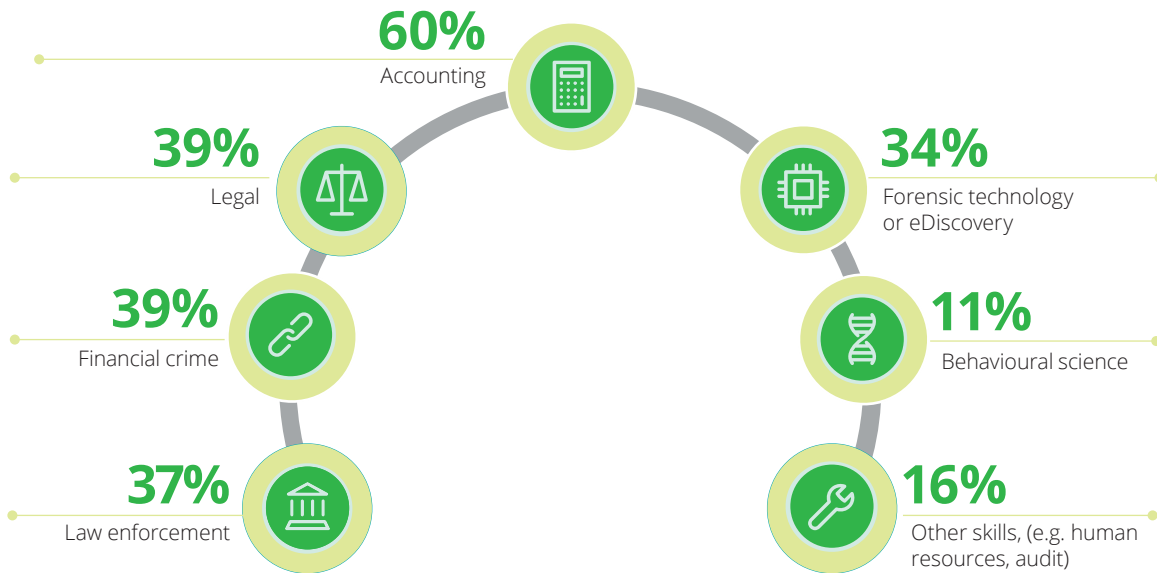 60%
Accounting
39%
Legal
39%
Financial crime
37%
Law enforcement
34%
Forensic technology
or eDiscovery
11%
Behavioural science
16%
Other skills, (e.g. human
resources, audit)